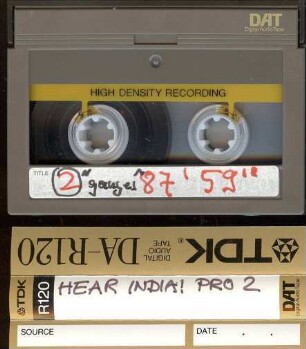 DAT
Digital Audio Tape
HIGH DENSITY RECORDING
TITLE 2 "ganges" 87' 59"
TDK DA-R120
DIGITAL AUDIO TAPE
TDK R120
HEAR INDIA! PRO 2
DAT
SOURCE
DATE . .